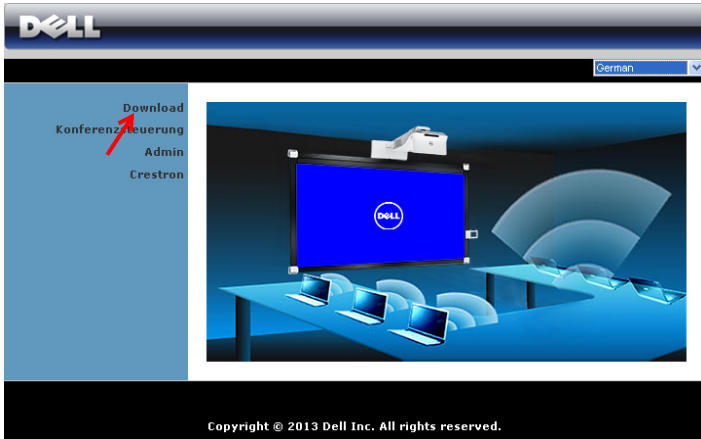 DELL
German
Download
Konferenzsteuerung
Admin
Crestron
DELL
Copyright © 2013 Dell Inc. All rights reserved.